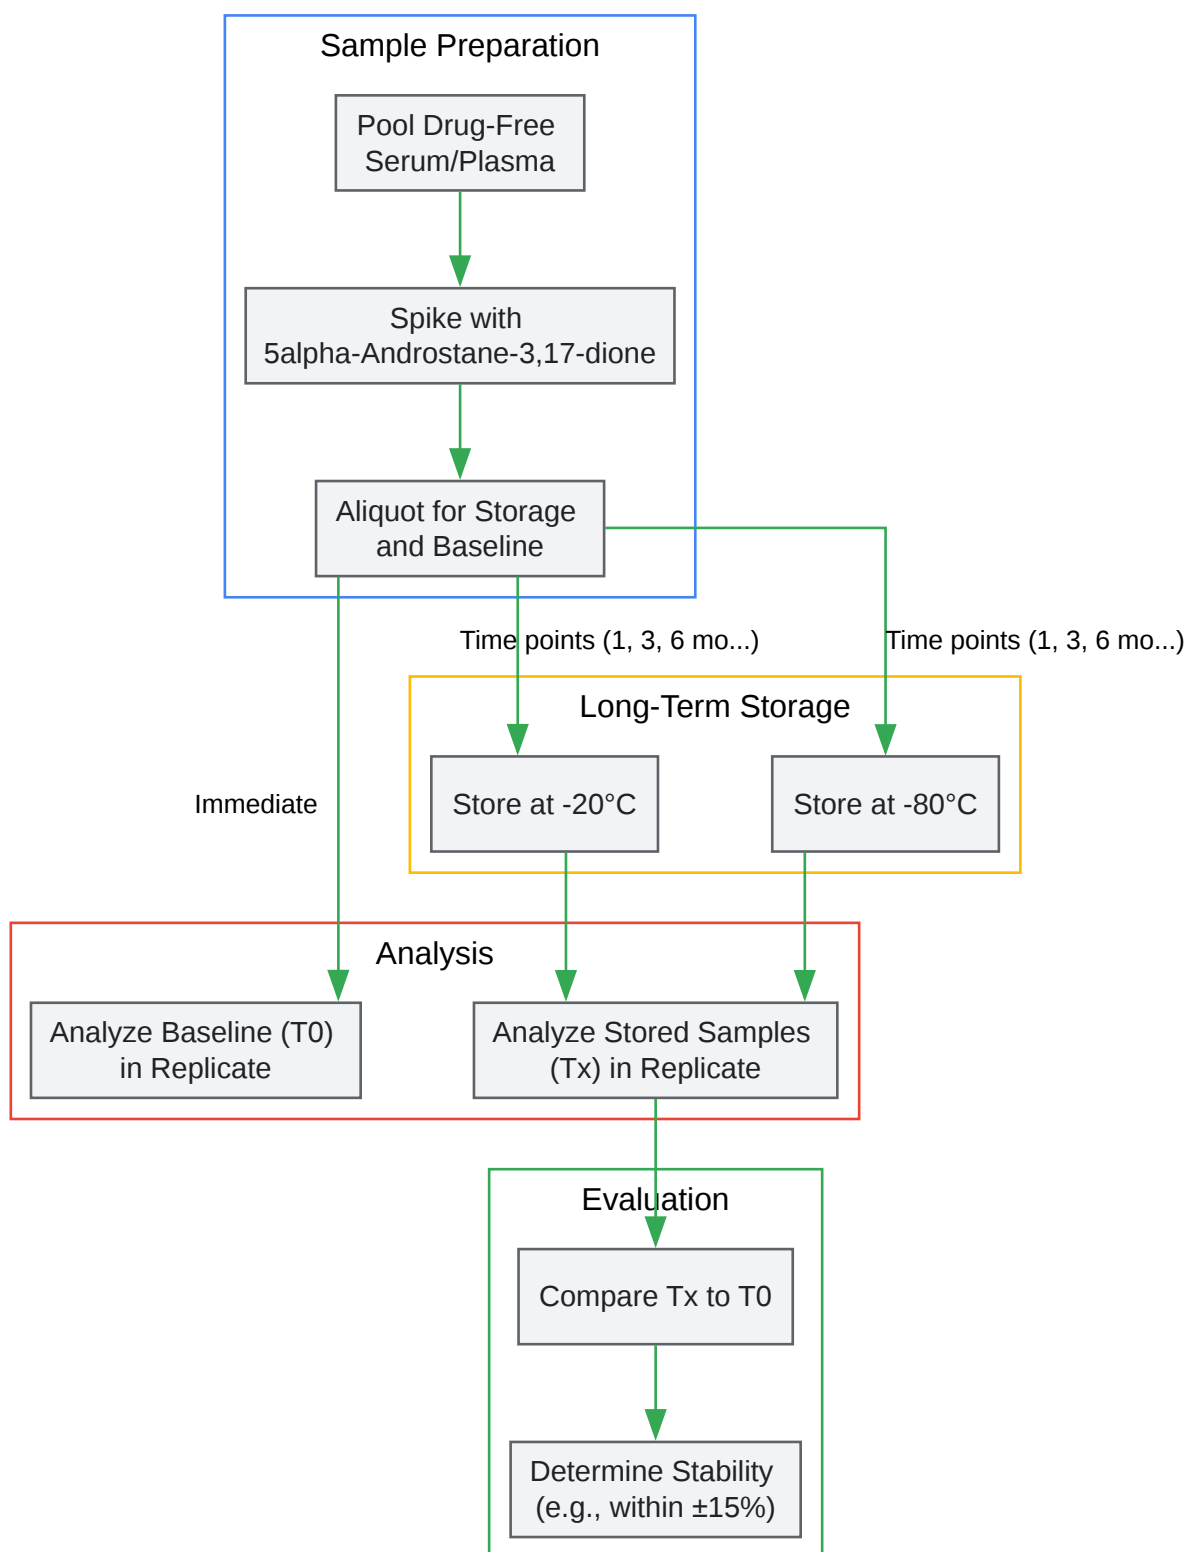 Sample Preparation
Pool Drug-Free
Serum/Plasma
Spike with
5alpha-Androstane-3,17-dione
Aliquot for Storage
and Baseline
Time points (1, 3, 6 mo...)
Time points (1, 3, 6 mo...)
Long-Term Storage
Immediate
Store at -20°C
Store at -80°C
Analysis
Analyze Baseline (T0)
in Replicate
Analyze Stored Samples
(Tx) in Replicate
Evaluation
Compare Tx to T0
Determine Stability
(e.g., within ±15%)